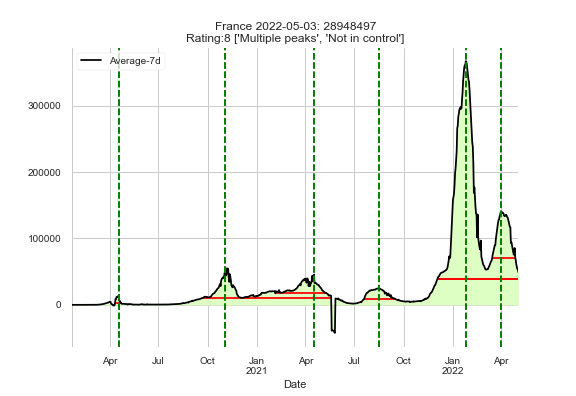 France 2022-05-03: 28948497
Rating:8 ['Multiple peaks', 'Not in control']
Average-7d
300000
200000
100000
0
Apr Jul Oct Jan Apr Jul Oct Jan Apr
2021 2022
Date